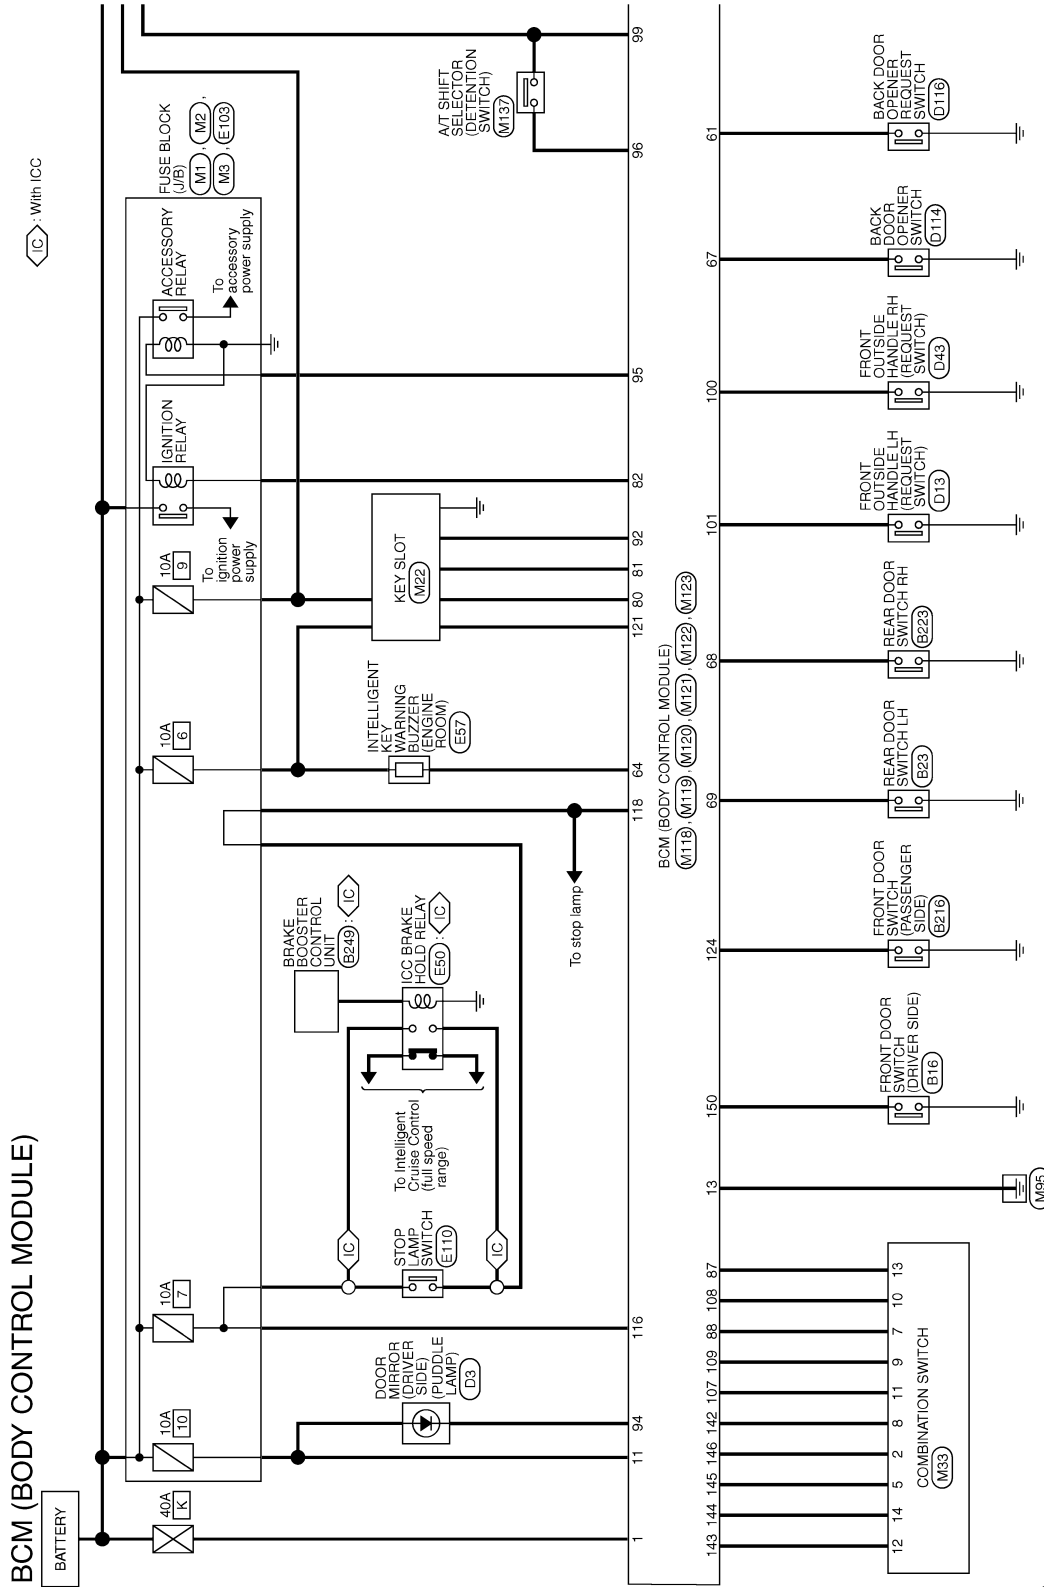 BCM (BODY CONTROL MODULE)
IC : With ICC
BATTERY
40A
K
10A
10
10A
7
10A
6
10A
9
To
ignition
power
supply
IGNITION
RELAY
ACCESSORY
RELAY
To
accessory
power supply
FUSE BLOCK
(J/B)
M1 , M2 ,
M3 , E103
DOOR
MIRROR
(DRIVER
SIDE)
(PUDDLE
LAMP)
D3
STOP
LAMP
SWITCH
E110
IC
IC
To Intelligent
Cruise Control
(full speed
range)
BRAKE
BOOSTER
CONTROL
UNIT
B249 : IC
ICC BRAKE
HOLD RELAY
E50 : IC
To stop lamp
INTELLIGENT
KEY
WARNING
BUZZER
(ENGINE
ROOM)
E57
KEY SLOT
M22
A/T SHIFT
SELECTOR
(DETENTION
SWITCH)
M137
1 11 94 116 118 64 121 80 81 92 82 95 96 99
BCM (BODY CONTROL MODULE)
M118 , M119 , M120 , M121 , M122 , M123
143 144 145 146 142 107 109 88 108 87 13 150 124 69 68 101 100 67 61
12 14 5 2 8 11 9 7 10 13
COMBINATION SWITCH
M33
M95
FRONT DOOR
SWITCH
(DRIVER SIDE)
B16
FRONT DOOR
SWITCH
(PASSENGER
SIDE)
B216
REAR DOOR
SWITCH LH
B23
REAR DOOR
SWITCH RH
B223
FRONT
OUTSIDE
HANDLE LH
(REQUEST
SWITCH)
D13
FRONT
OUTSIDE
HANDLE RH
(REQUEST
SWITCH)
D43
BACK
DOOR
OPENER
SWITCH
D114
BACK DOOR
OPENER
REQUEST
SWITCH
D116